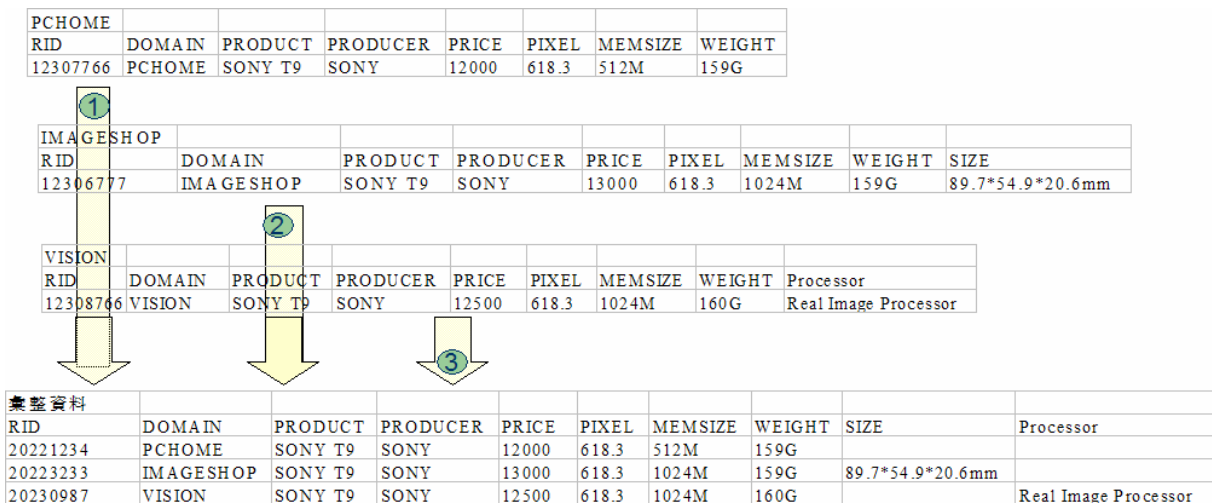 PCHOME
RID DOMAIN PRODUCT PRODUCER PRICE PIXEL MEMSIZE WEIGHT
12307766 PCHOME SONY T9 SONY 12000 618.3 512M 159G
1
IMAGESHOP
RID DOMAIN PRODUCT PRODUCER PRICE PIXEL MEMSIZE WEIGHT SIZE
12306777 IMAGESHOP SONY T9 SONY 13000 618.3 1024M 159G 89.7*54.9*20.6mm
2
VISION
RID DOMAIN PRODUCT PRODUCER PRICE PIXEL MEMSIZE WEIGHT Processor
12308766 VISION SONY T9 SONY 12500 618.3 1024M 160G Real Image Processor
3
彙整資料
RID DOMAIN PRODUCT PRODUCER PRICE PIXEL MEMSIZE WEIGHT SIZE Processor
20221234 PCHOME SONY T9 SONY 12000 618.3 512M 159G
20223233 IMAGESHOP SONY T9 SONY 13000 618.3 1024M 159G 89.7*54.9*20.6mm
20230987 VISION SONY T9 SONY 12500 618.3 1024M 160G Real Image Processor